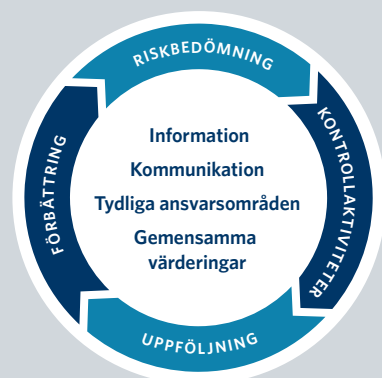 RISKBEDÖMNING
KONTROLLAKTIVITETER
UPPFÖLJNING
FÖRBÄTTRING
Information
Kommunikation
Tydliga ansvarsområden
Gemensamma
värderingar